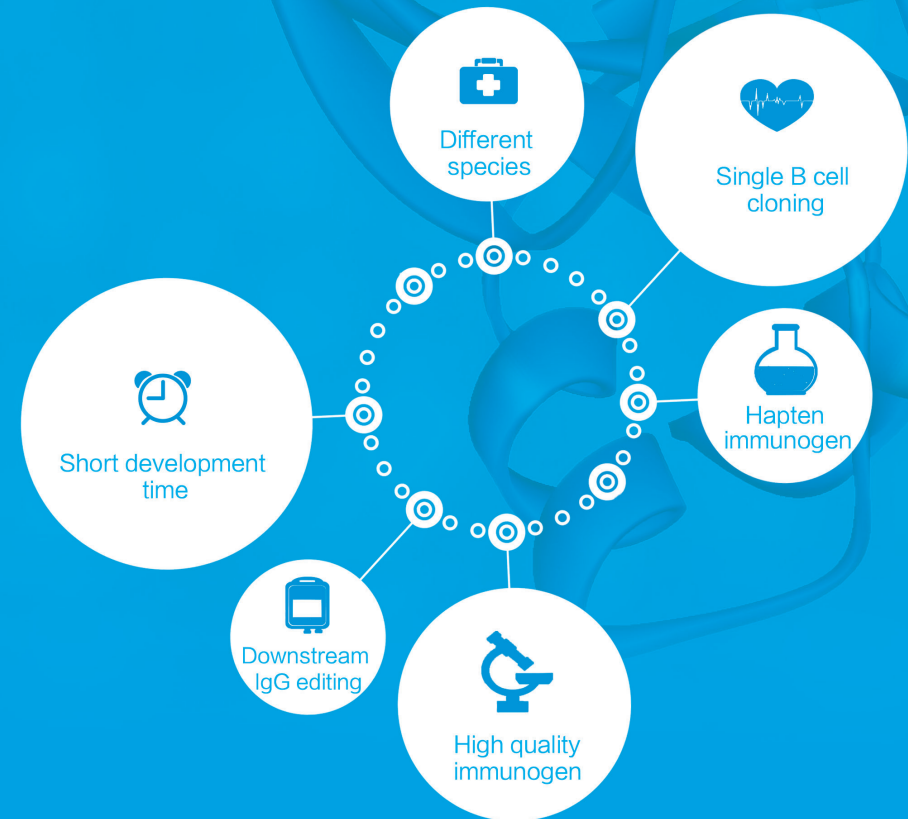 Different
species
Single B cell
cloning
Hapten
immunogen
Short development
time
Downstream
IgG editing
High quality
immunogen